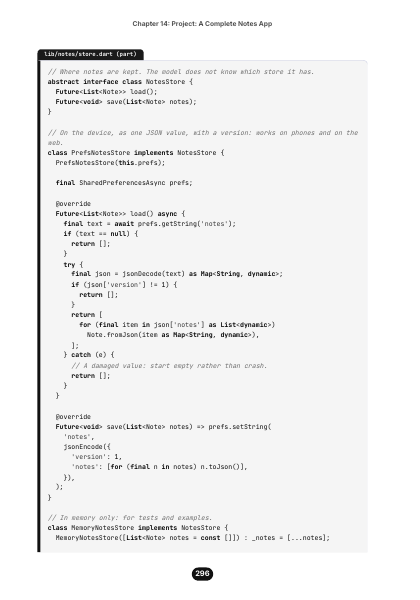 Chapter 14: Project: A Complete Notes App
lib/notes/store.dart (part)
// Where notes are kept. The model does not know which store it has.
abstract interface class NotesStore {
  Future<List<Note>> load();
  Future<void> save(List<Note> notes);
}

// On the device, as one JSON value, with a version: works on phones and on the
web.
class PrefsNotesStore implements NotesStore {
  PrefsNotesStore(this.prefs);

  final SharedPreferencesAsync prefs;

  @override
  Future<List<Note>> load() async {
    final text = await prefs.getString('notes');
    if (text == null) {
      return [];
    }
    try {
      final json = jsonDecode(text) as Map<String, dynamic>;
      if (json['version'] != 1) {
        return [];
      }
      return [
        for (final item in json['notes'] as List<dynamic>)
          Note.fromJson(item as Map<String, dynamic>),
      ];
    } catch (e) {
      // A damaged value: start empty rather than crash.
      return [];
    }
  }

  @override
  Future<void> save(List<Note> notes) => prefs.setString(
    'notes',
    jsonEncode({
      'version': 1,
      'notes': [for (final n in notes) n.toJson()],
    }),
  );
}

// In memory only: for tests and examples.
class MemoryNotesStore implements NotesStore {
  MemoryNotesStore([List<Note> notes = const []]) : _notes = [...notes];
296